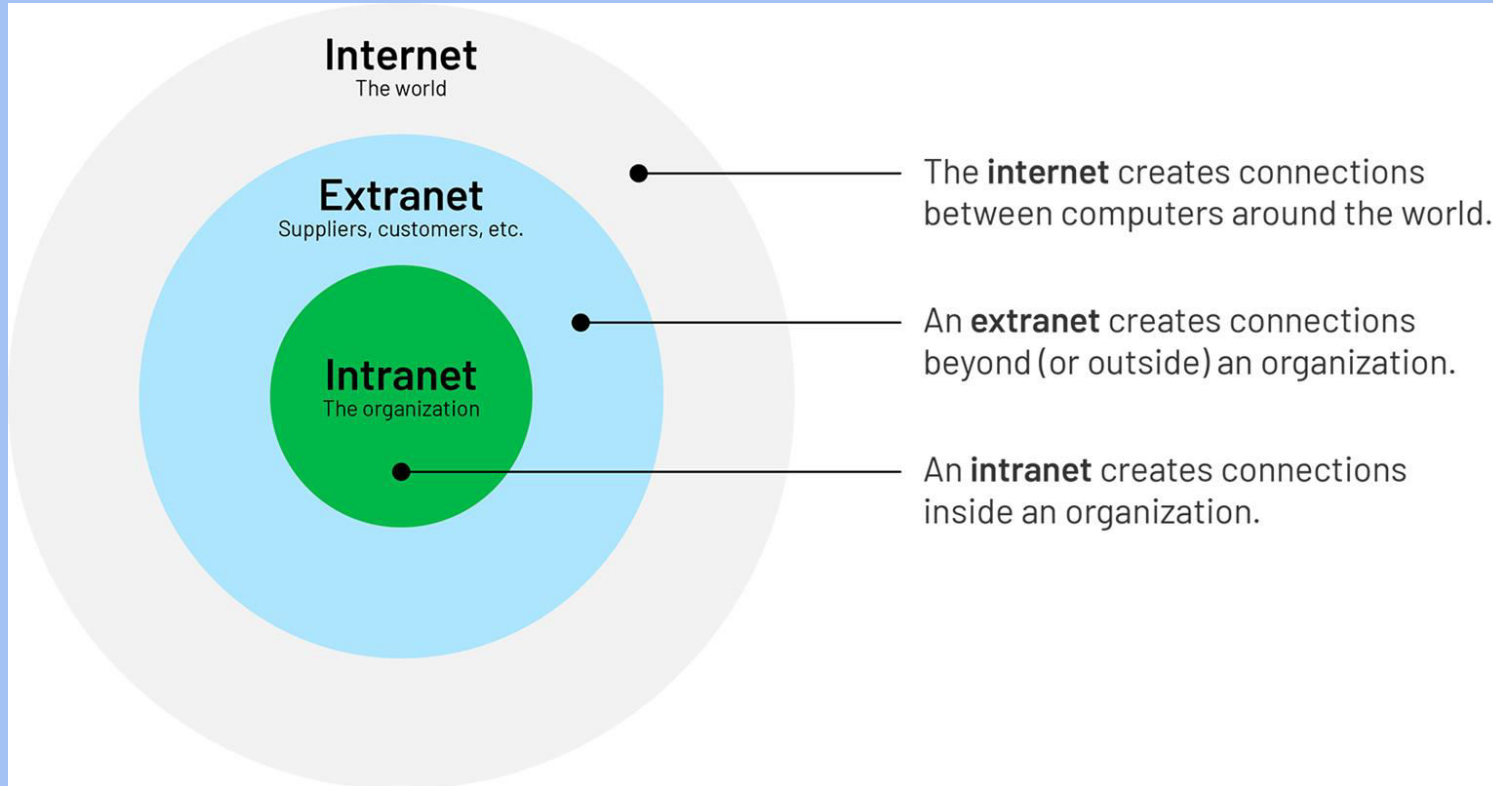 Internet
The world
Extranet
Suppliers, customers, etc.
Intranet
The organization
The internet creates connections
between computers around the world.
An extranet creates connections
beyond (or outside) an organization.
An intranet creates connections
inside an organization.